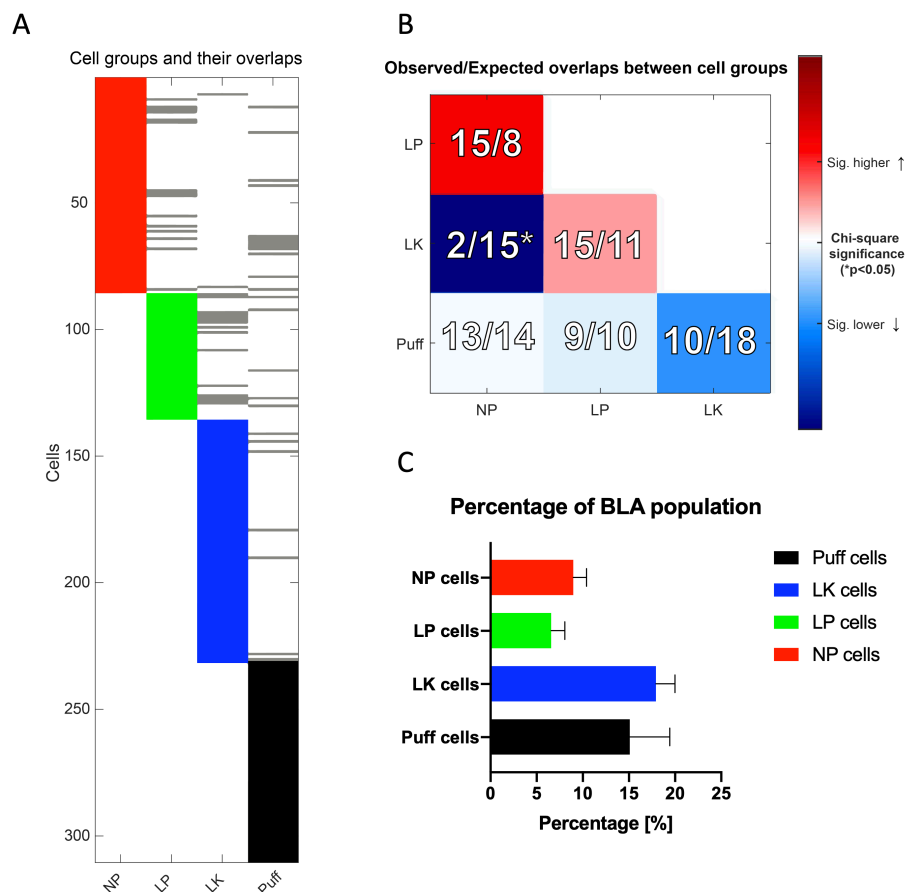 A
Cell groups and their overlaps
50
100
150
200
250
300
Cells
NP
LP
LK
Puff
B
Observed/Expected overlaps between cell groups
LP
LK
Puff
15/8
2/15*
15/11
13/14
9/10
10/18
NP
LP
LK
Sig. higher ↑
Chi-square
significance
(*p<0.05)
Sig. lower ↓
C
Percentage of BLA population
NP cells
LP cells
LK cells
Puff cells
0
5
10
15
20
25
Percentage [%]
Puff cells
LK cells
LP cells
NP cells